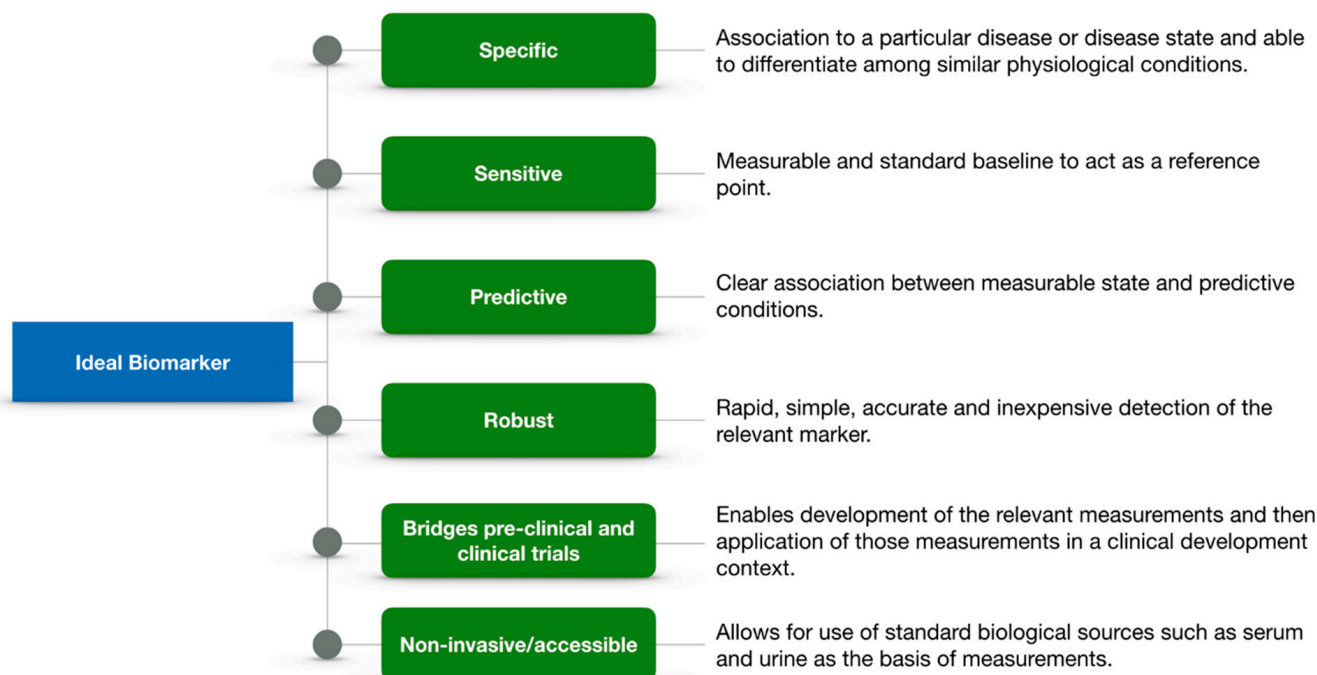 Specific
Association to a particular disease or disease state and able
to differentiate among similar physiological conditions.
Sensitive
Measurable and standard baseline to act as a reference
point.
Predictive
Clear association between measurable state and predictive
conditions.
Ideal Biomarker
Robust
Rapid, simple, accurate and inexpensive detection of the
relevant marker.
Bridges pre-clinical and
clinical trials
Enables development of the relevant measurements and then
application of those measurements in a clinical development
context.
Non-invasive/accessible
Allows for use of standard biological sources such as serum
and urine as the basis of measurements.